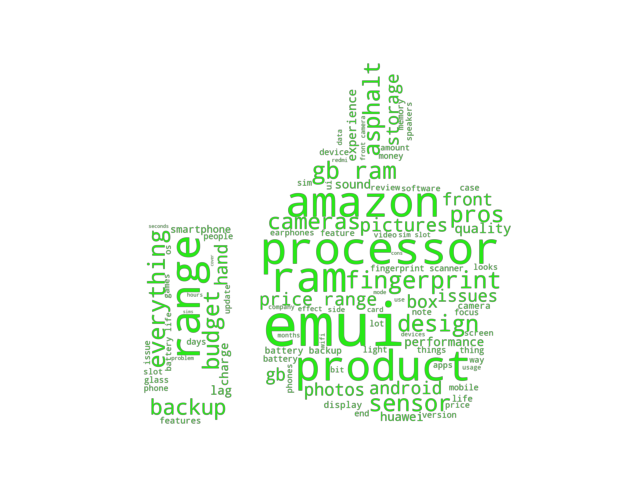 asphalt
storage
memory
speakers
experience
data
front camera
device
redmi
amount
money
gb ram
sim
ui
sound
review
software
case
amazon
front
cameras
pictures
pros
earphones
feature
video
sim slot
quality
processor
cons
ram
fingerprint scanner
looks
fingerprint
mode
price range
use
box
issues
company
effect
side
card
note
camera
focus
emui
lot
design
screen
devices
performance
wifi
battery backup
light
things
thing
battery
product
way
apps
usage
gb
phones
bit
photos
android
mobile
display
sensor
life
price
end
huawei
version
seconds
smartphone
everything
os
people
range
hand
games
battery life
hours
update
sims
budget
issue
days
problem
charge
slot
glass
phone
lag
backup
features